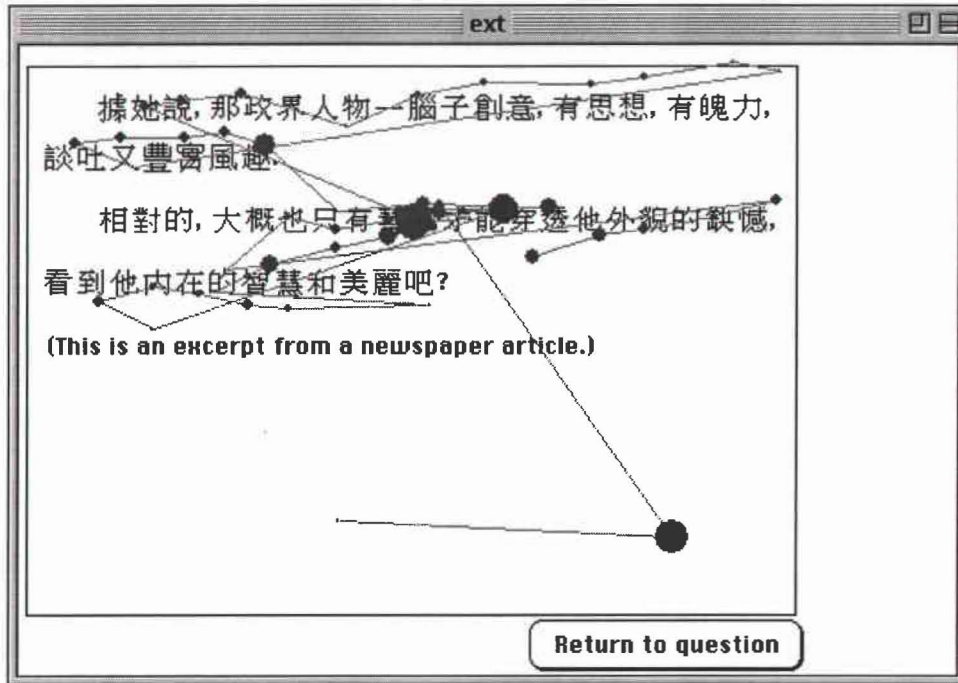 ext
據她說,那政界人物一腦子創意,有思想,有魄力,
談吐又豐富風趣.
相對的,大概也只有慧 才能穿透他外貌的缺憾,
看到他內在的智慧和美麗吧?
(This is an excerpt from a newspaper article.)
Return to question